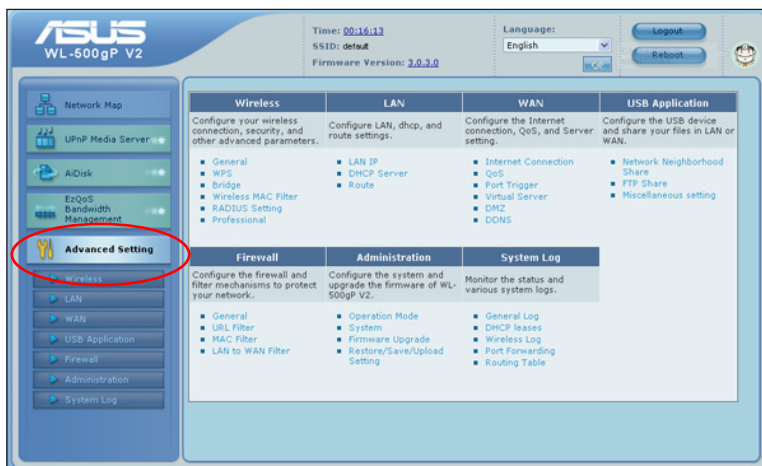 ASUS
WL-500gP V2
Time: 00:16:13
SSID: default
Firmware Version: 3.0.3.0
Language:
English
Logout
Reboot
Network Map
UPnP Media Server
AiDisk
EzQoS
Bandwidth
Management
Advanced Setting
Wireless
LAN
WAN
USB Application
Firewall
Administration
System Log
Wireless
Configure your wireless
connection, security, and
other advanced parameters.
General
WPS
Bridge
Wireless MAC Filter
RADIUS Setting
Professional
LAN
Configure LAN, dhcp, and
route settings.
LAN IP
DHCP Server
Route
WAN
Configure the Internet
connection, QoS, and Server
setting.
Internet Connection
QoS
Port Trigger
Virtual Server
DMZ
DDNS
USB Application
Configure the USB device
and share your files in LAN or
WAN.
Network Neighborhood
Share
FTP Share
Miscellaneous setting
Firewall
Configure the firewall and
filter mechanisms to protect
your network.
General
URL Filter
MAC Filter
LAN to WAN Filter
Administration
Configure the system and
upgrade the firmware of WL-
500gP V2.
Operation Mode
System
Firmware Upgrade
Restore/Save/Upload
Setting
System Log
Monitor the status and
various system logs.
General Log
DHCP leases
Wireless Log
Port Forwarding
Routing Table